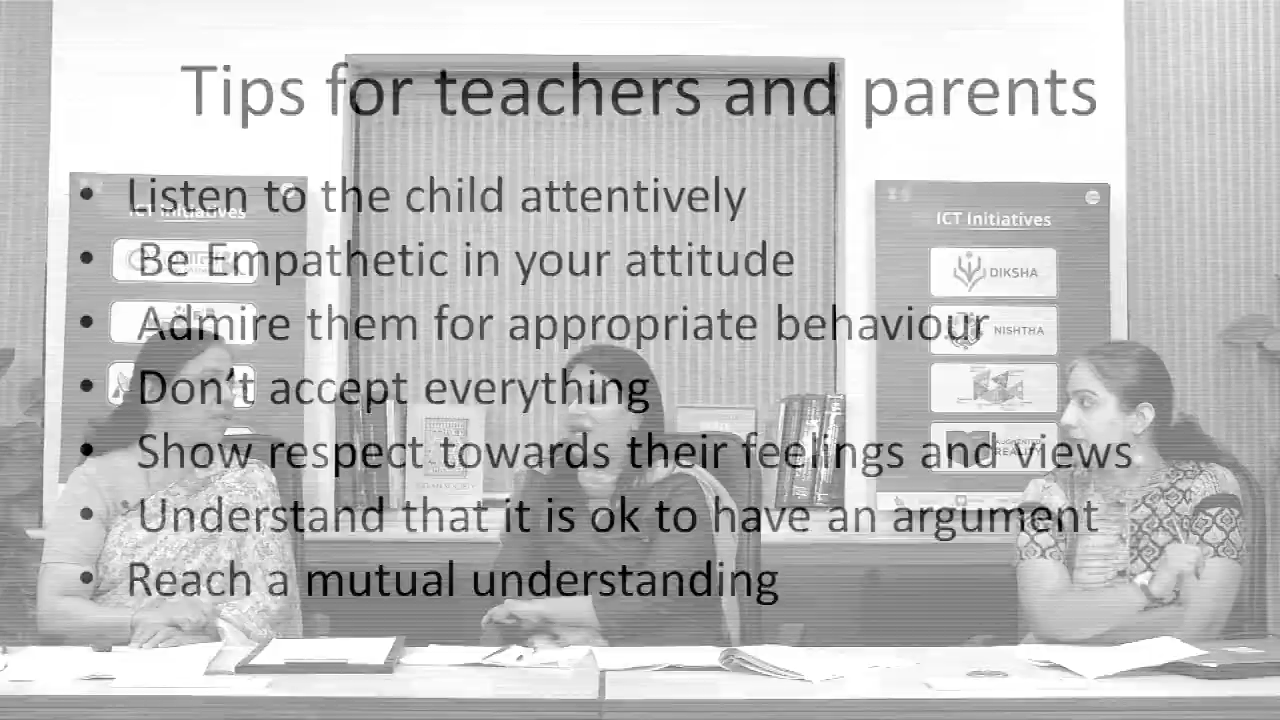 Tips for teachers and parents
• Listen to the child attentively
• Be Empathetic in your attitude
• Admire them for appropriate behaviour
• Don't accept everything
• Show respect towards their feelings and views
• Understand that it is ok to have an argument
• Reach a mutual understanding
ICT Initiatives
ICT Initiatives
DIKSHA
NISHTHA
AUGMENTED
REALITY